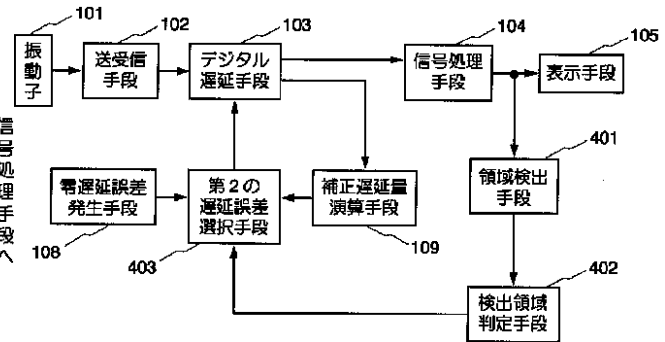 101
102
103
104
105
振動子
送受信
手段
デジタル
遅延手段
信号処理
手段
表示手段
401
領域検出
手段
信号処理手段へ
零遅延誤差
発生手段
108
第2の
遅延誤差
選択手段
403
補正遅延量
演算手段
109
402
検出領域
判定手段